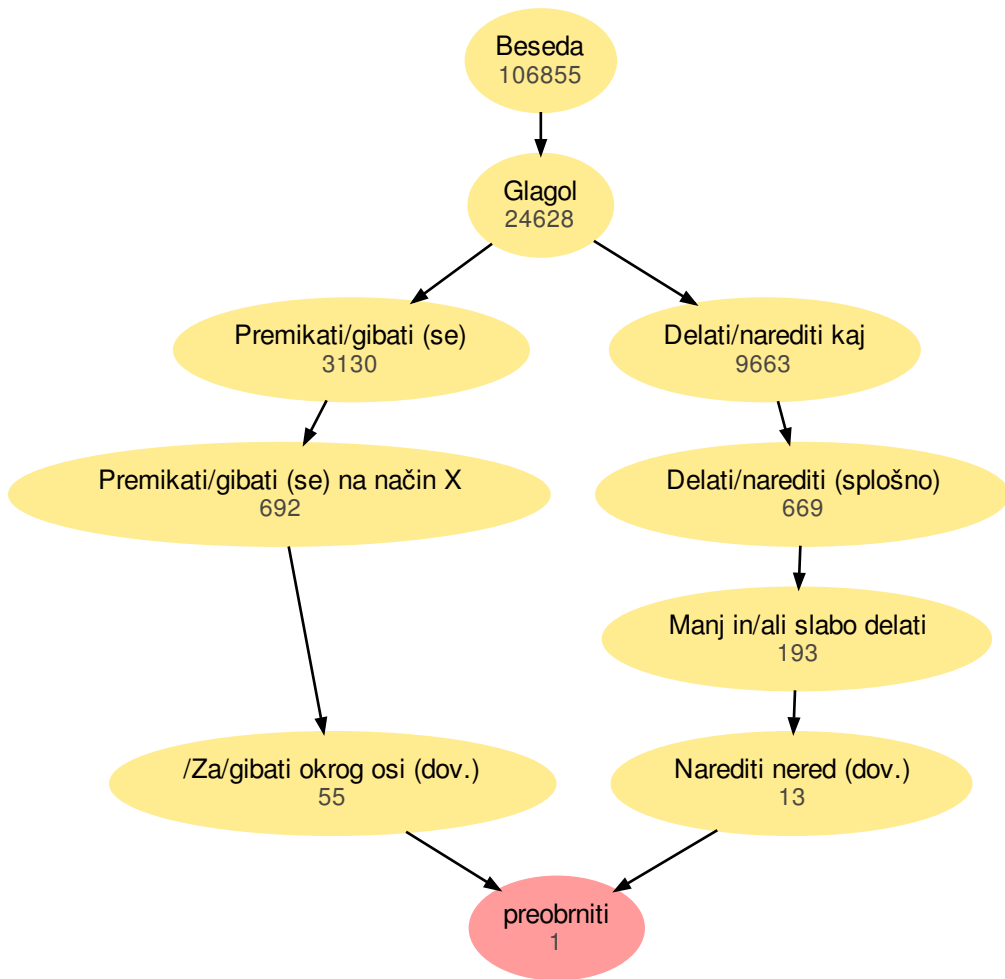 Beseda
106855
Glagol
24628
Premikati/gibati (se)
3130
Delati/narediti kaj
9663
Premikati/gibati (se) na način X
692
Delati/narediti (splošno)
669
Manj in/ali slabo delati
193
/Za/gibati okrog osi (dov.)
55
Narediti nered (dov.)
13
preobrniti
1